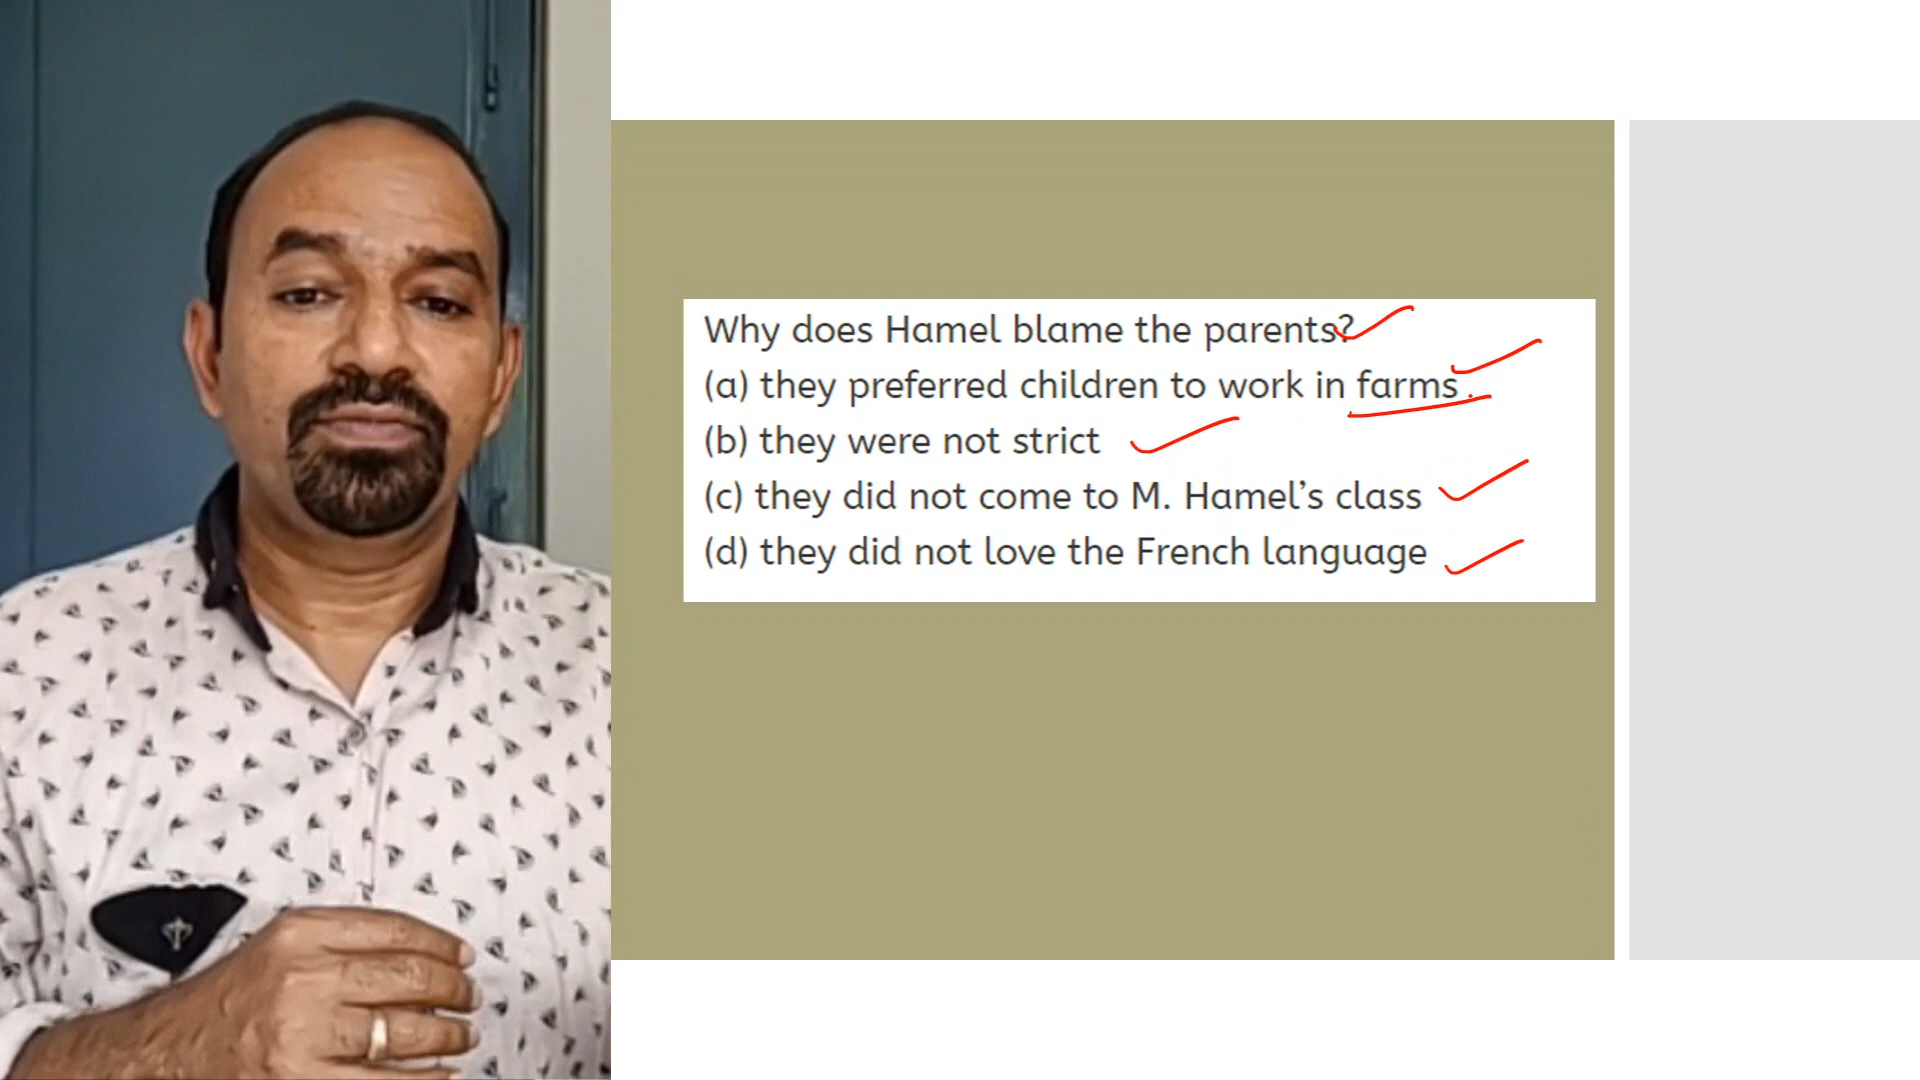 Why does Hamel blame the parents?
(a) they preferred children to work in farms .
(b) they were not strict
(c) they did not come to M. Hamel’s class
(d) they did not love the French language